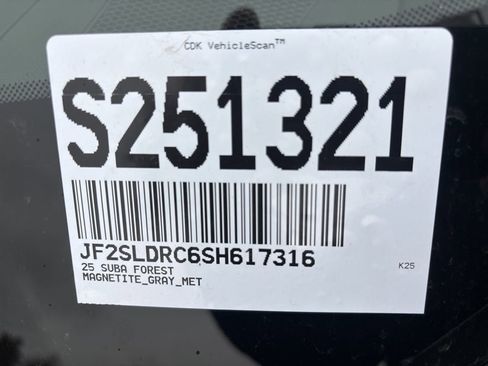 CDK VehicleScan™
S251321
JF2SLDRC6SH617316
25 SUBA FOREST
MAGNETITE_GRAY_MET
K25